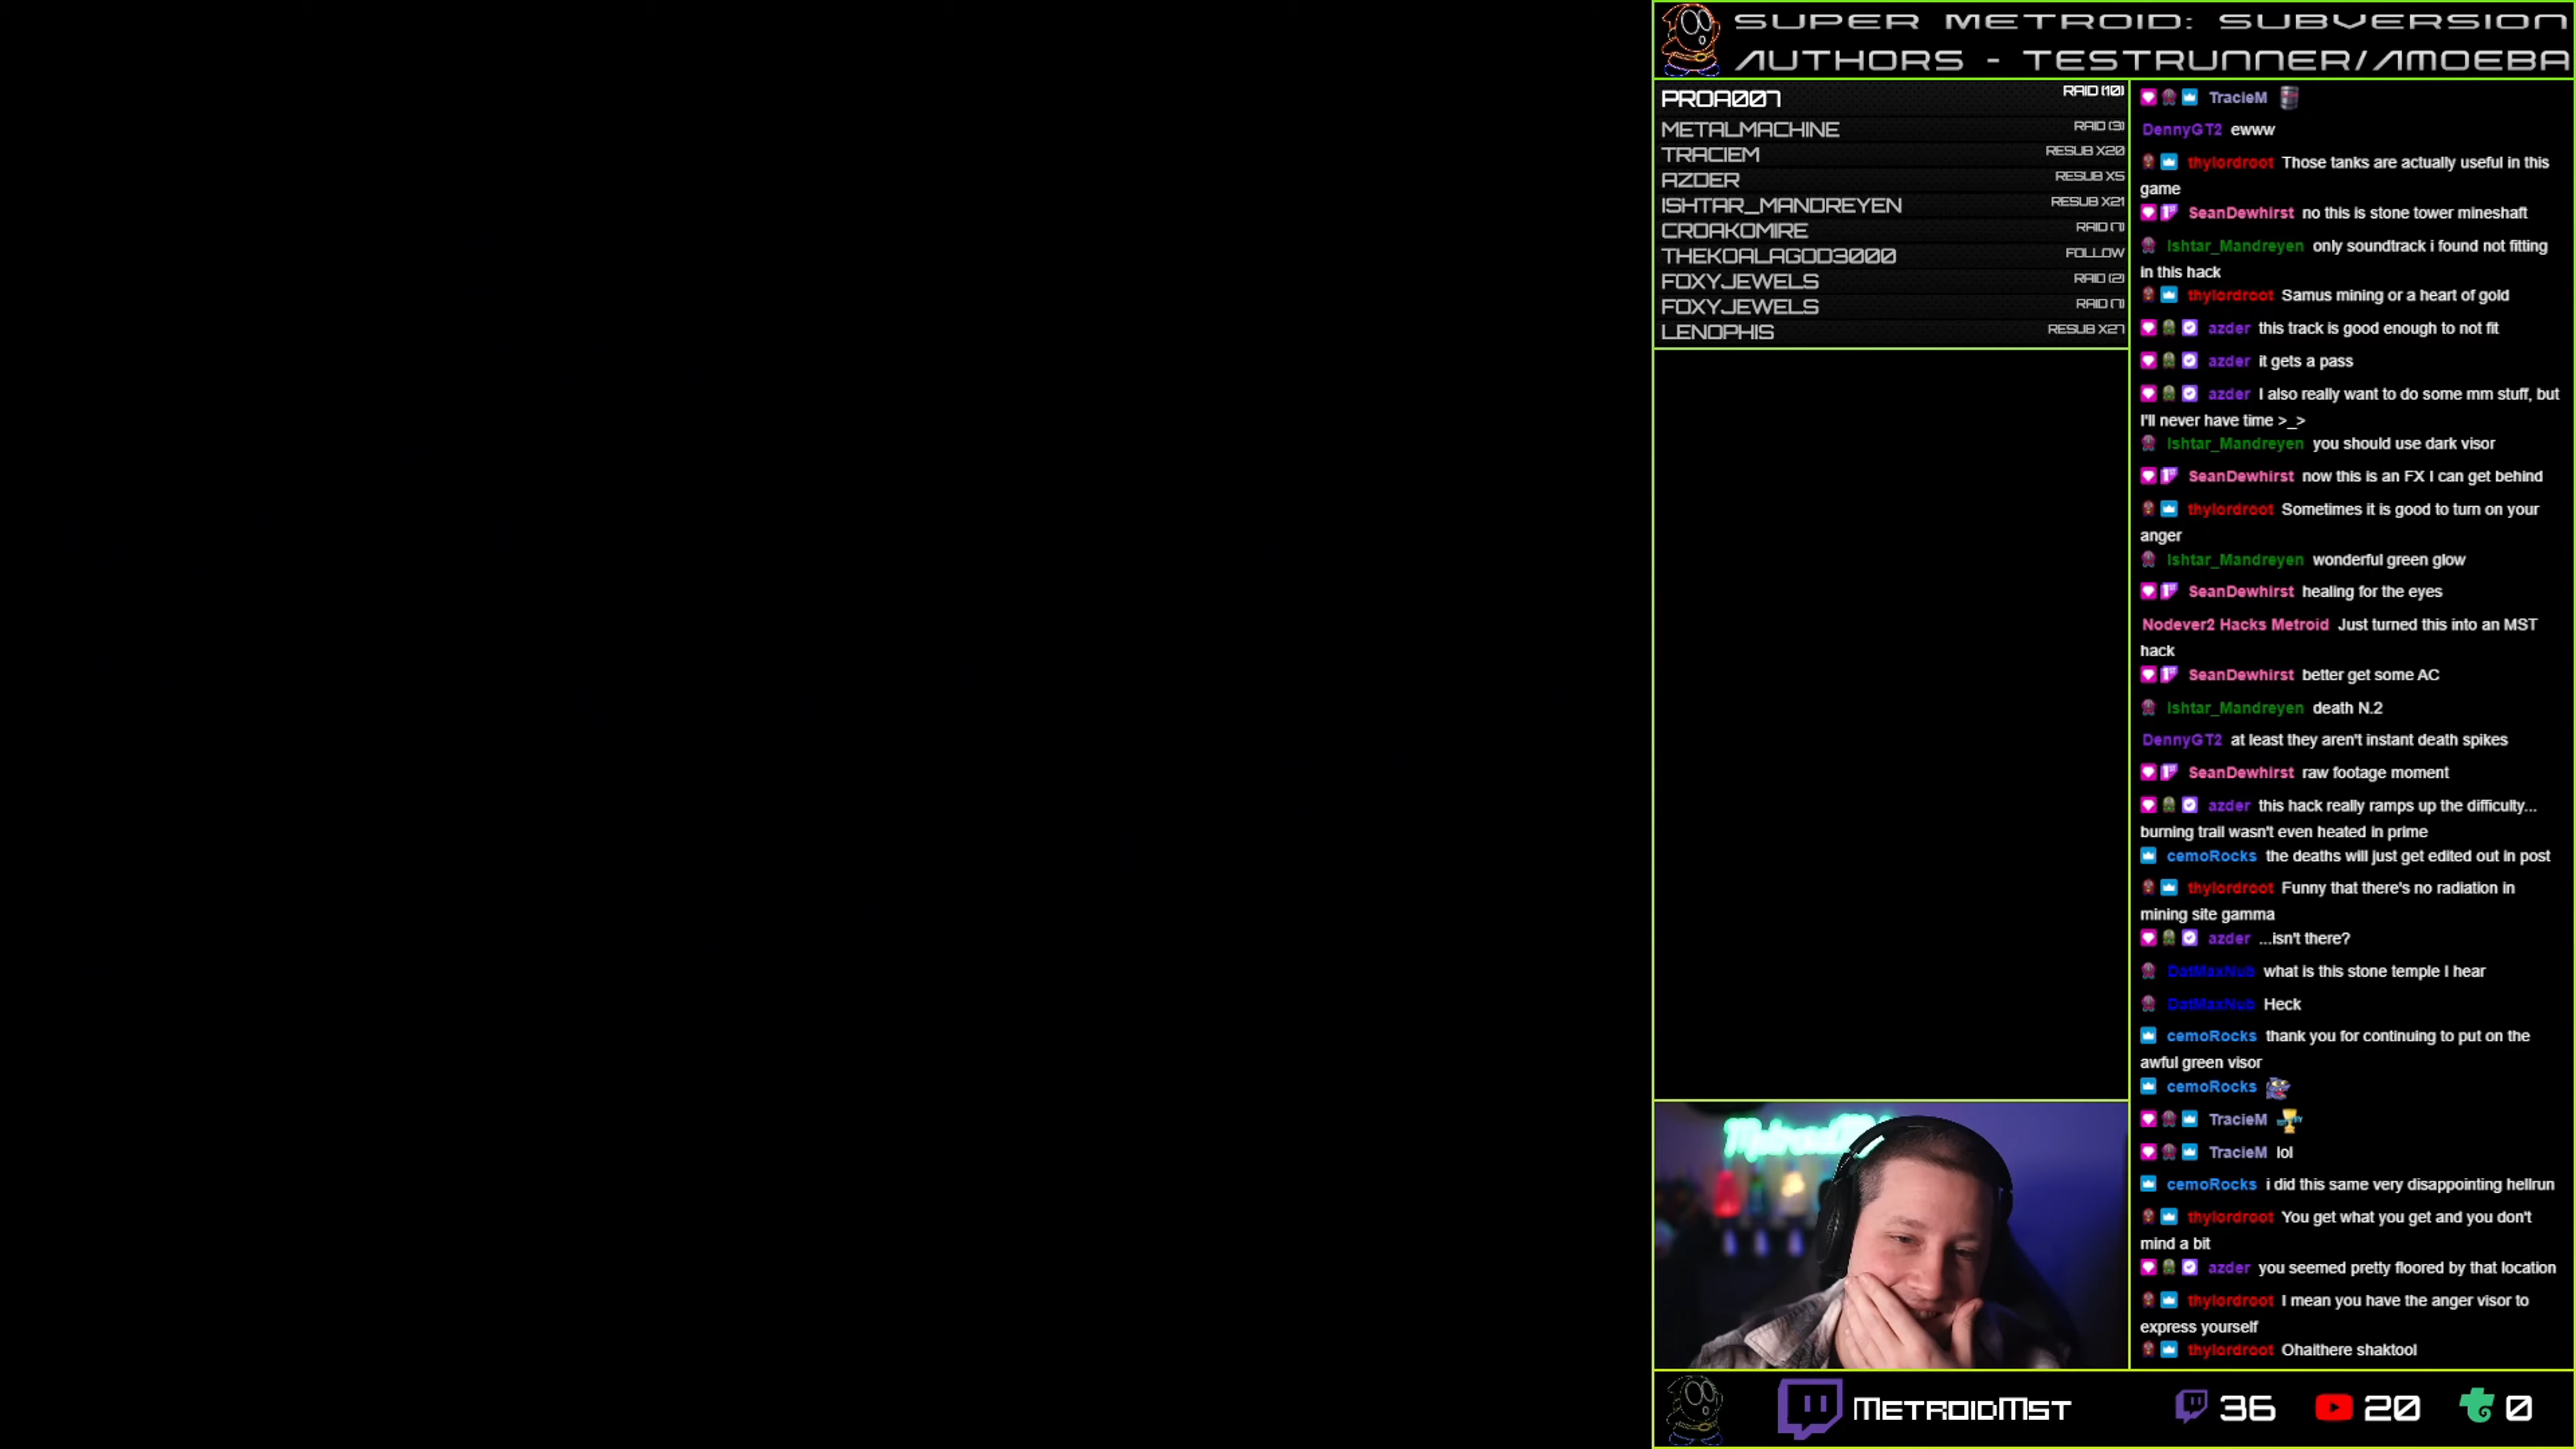 SUPER METROID: SUBVERSION
AUTHORS - TESTRUNNER/AMOEBA
PROA007 RAID (10)
METALMACHINE RAID (3)
TRACIEM RESUB X20
AZDER RESUB X5
ISHTAR_MANDREYEN RESUB X21
CROAKOMIRE RAID (7)
THEKOALAGOD3000 FOLLOW
FOXYJEWELS RAID (2)
FOXYJEWELS RAID (7)
LENOPHIS RESUB X27
TracieM
DennyGT2 ewww
thylordroot Those tanks are actually useful in this
game
SeanDewhirst no this is stone tower mineshaft
Ishtar_Mandreyen only soundtrack i found not fitting
in this hack
thylordroot Samus mining or a heart of gold
azder this track is good enough to not fit
azder it gets a pass
azder I also really want to do some mm stuff, but
I'll never have time >_>
Ishtar_Mandreyen you should use dark visor
SeanDewhirst now this is an FX I can get behind
thylordroot Sometimes it is good to turn on your
anger
Ishtar_Mandreyen wonderful green glow
SeanDewhirst healing for the eyes
Nodever2 Hacks Metroid Just turned this into an MST
hack
SeanDewhirst better get some AC
Ishtar_Mandreyen death N.2
DennyGT2 at least they aren't instant death spikes
SeanDewhirst raw footage moment
azder this hack really ramps up the difficulty...
burning trail wasn't even heated in prime
cemoRocks the deaths will just get edited out in post
thylordroot Funny that there's no radiation in
mining site gamma
azder ...isn't there?
DatMaxNub what is this stone temple I hear
DatMaxNub Heck
cemoRocks thank you for continuing to put on the
awful green visor
cemoRocks
TracieM
TracieM lol
cemoRocks i did this same very disappointing hellrun
thylordroot You get what you get and you don't
mind a bit
azder you seemed pretty floored by that location
thylordroot I mean you have the anger visor to
express yourself
thylordroot Ohaithere shaktool
METROIDMST
36
20
0